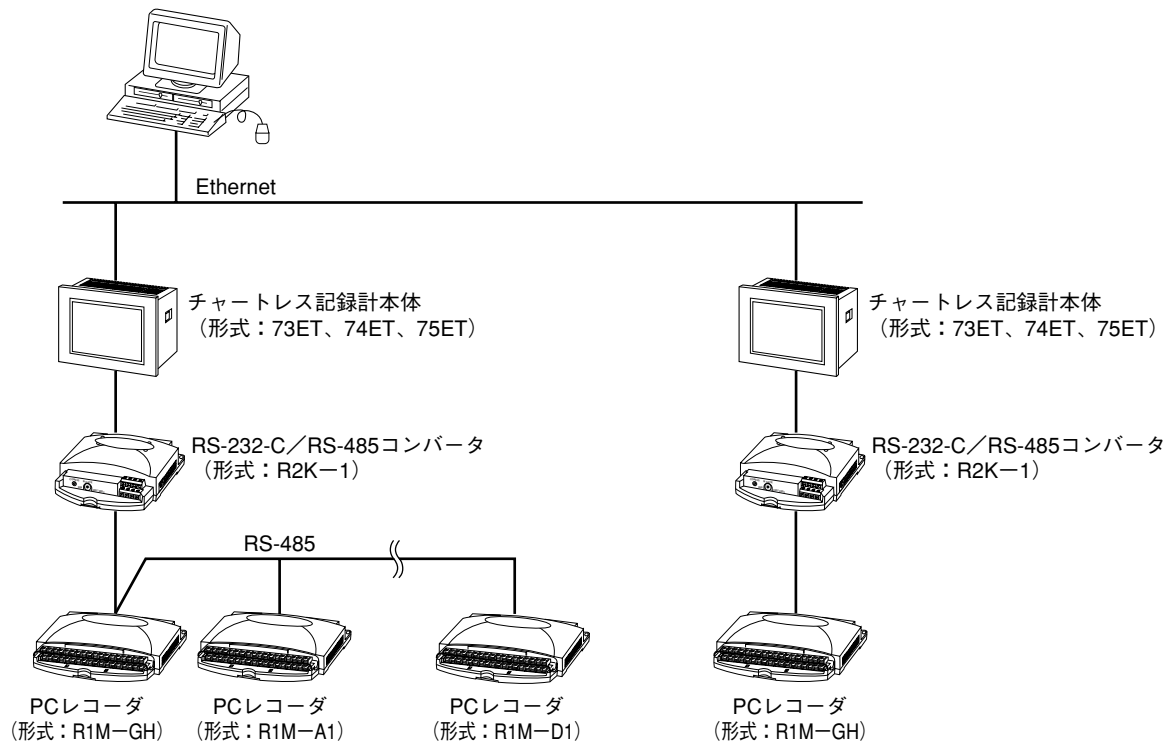 Ethernet
チャートレス記録計本体
（形式：73ET、74ET、75ET）
チャートレス記録計本体
（形式：73ET、74ET、75ET）
RS-232-C／RS-485コンバータ
（形式：R2K－1）
RS-232-C／RS-485コンバータ
（形式：R2K－1）
RS-485
PCレコーダ
（形式：R1M－GH）
PCレコーダ
（形式：R1M－A1）
PCレコーダ
（形式：R1M－D1）
PCレコーダ
（形式：R1M－GH）